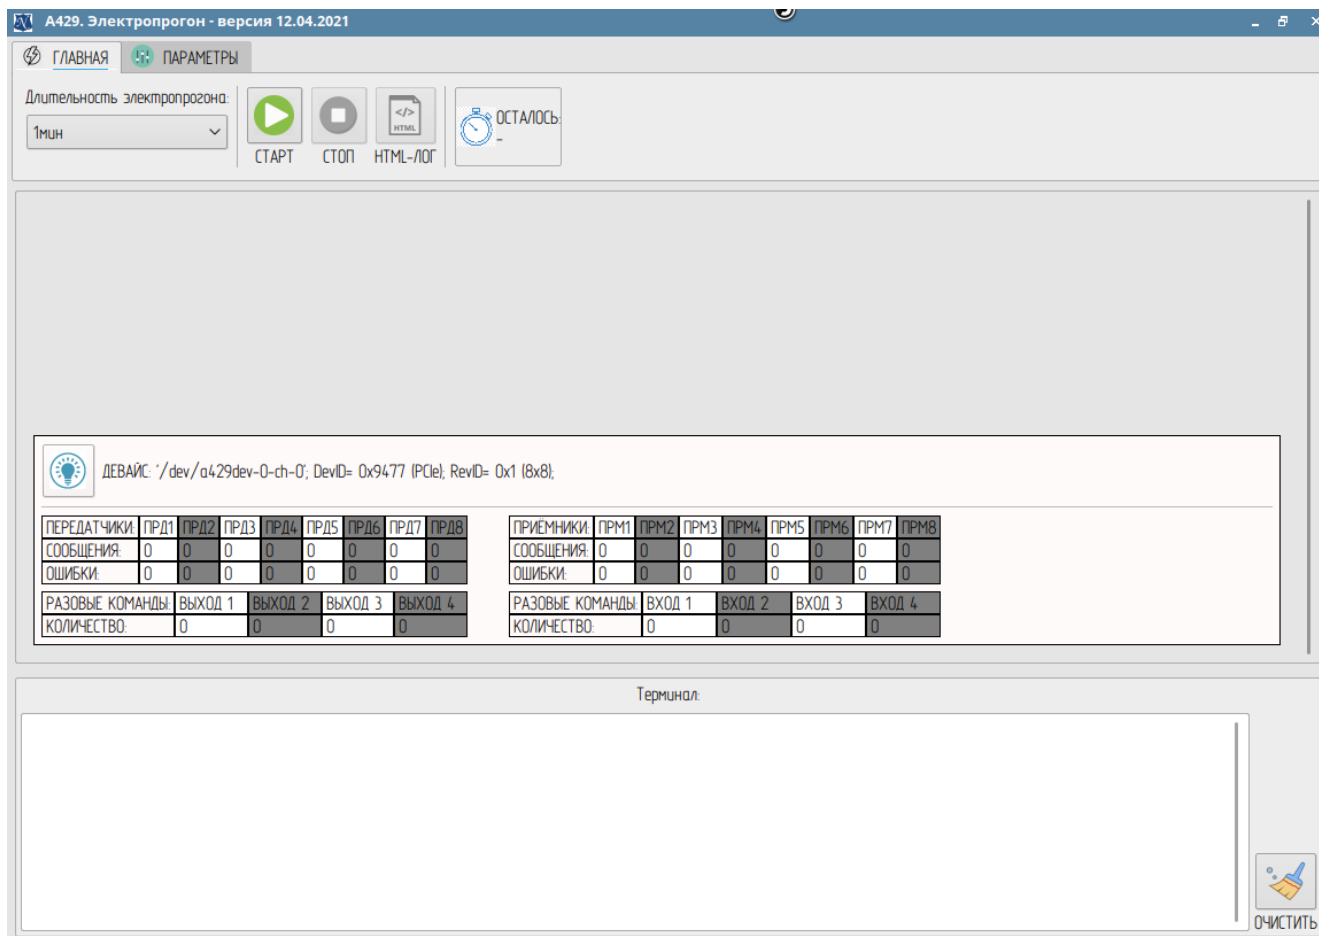 А429. Электропрогон - версия 12.04.2021
ГЛАВНАЯ ПАРАМЕТРЫ
Длительность электропрогона:
1мин
СТАРТ СТОП HTML-ЛОГ
</>
HTML
ОСТАЛОСЬ:
-
ДЕВАЙС: '/dev/a429dev-0-ch-0'; DevID= 0x9477 (PCIe); RevID= 0x1 (8x8);
ПЕРЕДАТЧИКИ: ПРД1 ПРД2 ПРД3 ПРД4 ПРД5 ПРД6 ПРД7 ПРД8
СООБЩЕНИЯ: 0 0 0 0 0 0 0 0
ОШИБКИ: 0 0 0 0 0 0 0 0
РАЗОВЫЕ КОМАНДЫ: ВЫХОД 1 ВЫХОД 2 ВЫХОД 3 ВЫХОД 4
КОЛИЧЕСТВО: 0 0 0 0
ПРИЁМНИКИ: ПРМ1 ПРМ2 ПРМ3 ПРМ4 ПРМ5 ПРМ6 ПРМ7 ПРМ8
СООБЩЕНИЯ: 0 0 0 0 0 0 0 0
ОШИБКИ: 0 0 0 0 0 0 0 0
РАЗОВЫЕ КОМАНДЫ: ВХОД 1 ВХОД 2 ВХОД 3 ВХОД 4
КОЛИЧЕСТВО: 0 0 0 0
Терминал:
ОЧИСТИТЬ